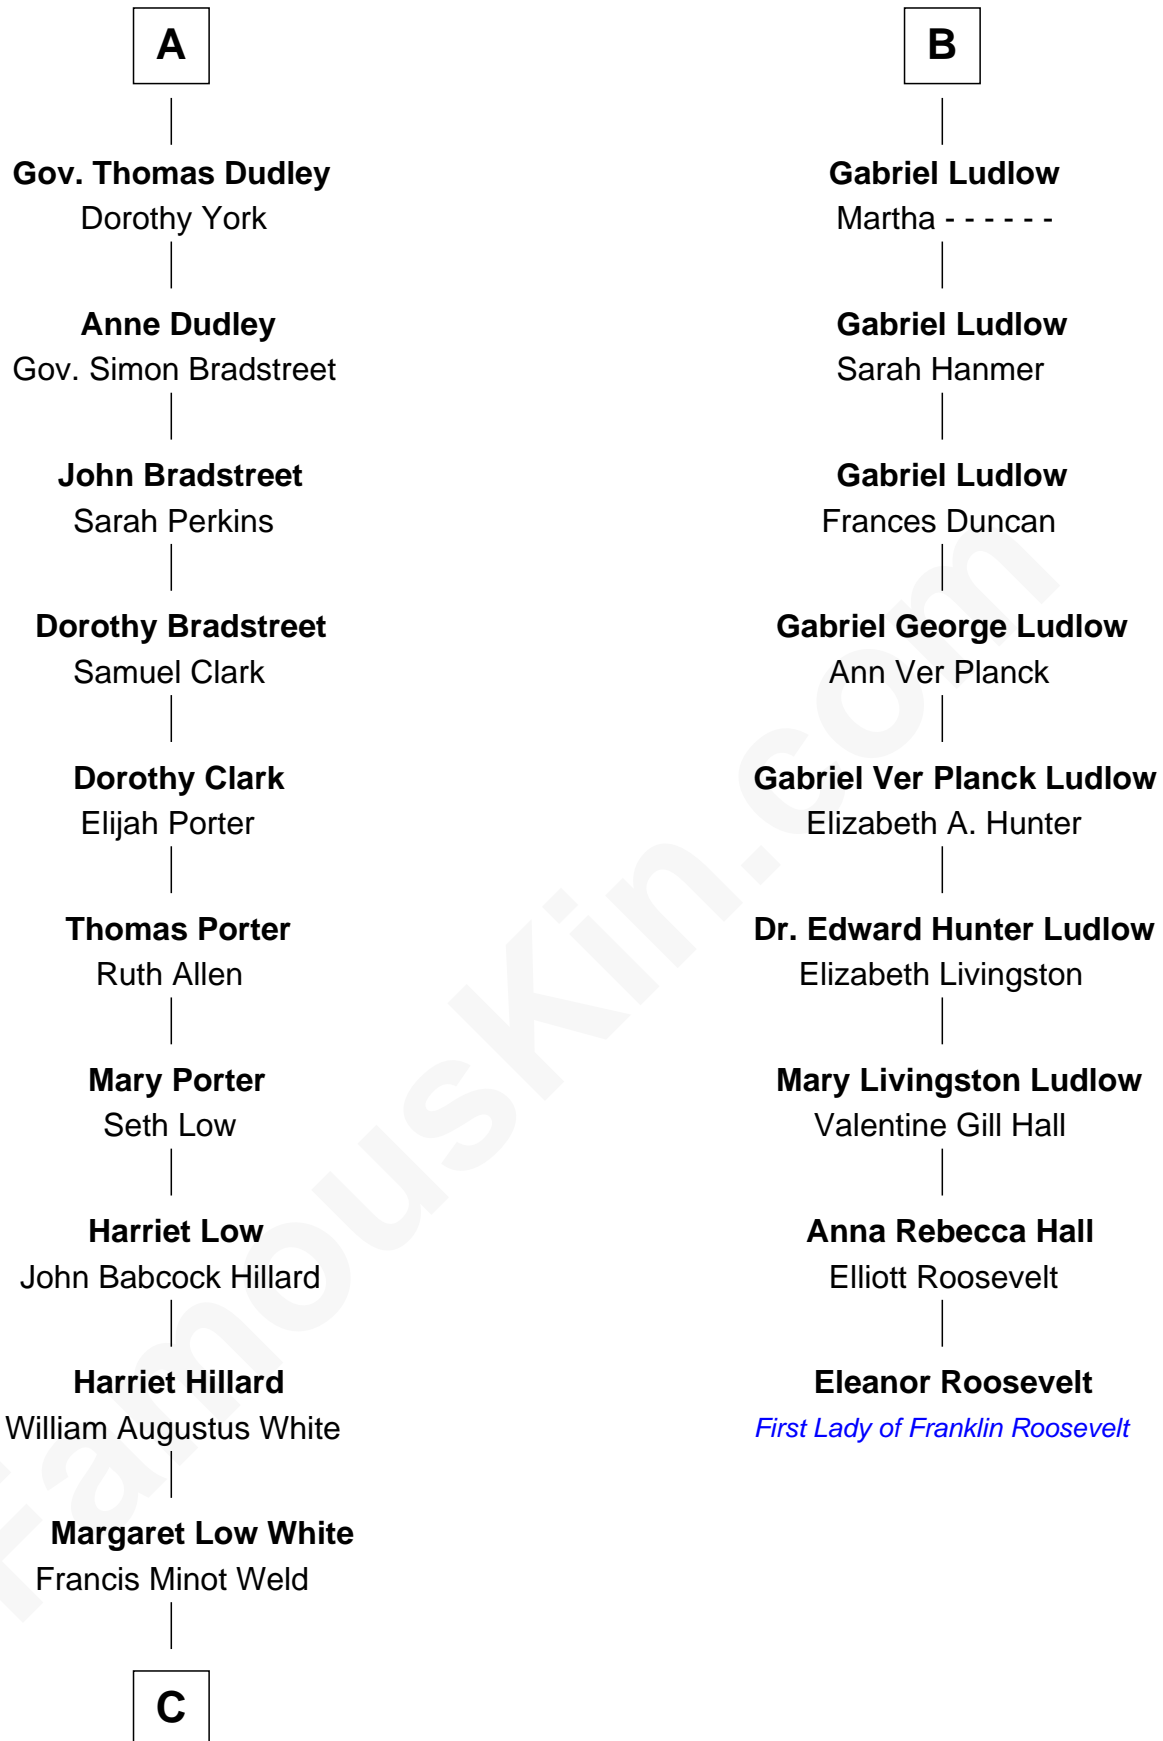 A
Gov. Thomas Dudley
Dorothy York
Anne Dudley
Gov. Simon Bradstreet
John Bradstreet
Sarah Perkins
Dorothy Bradstreet
Samuel Clark
Dorothy Clark
Elijah Porter
Thomas Porter
Ruth Allen
Mary Porter
Seth Low
Harriet Low
John Babcock Hillard
Harriet Hillard
William Augustus White
Margaret Low White
Francis Minot Weld
C
B
Gabriel Ludlow
Martha - - - - - -
Gabriel Ludlow
Sarah Hanmer
Gabriel Ludlow
Frances Duncan
Gabriel George Ludlow
Ann Ver Planck
Gabriel Ver Planck Ludlow
Elizabeth A. Hunter
Dr. Edward Hunter Ludlow
Elizabeth Livingston
Mary Livingston Ludlow
Valentine Gill Hall
Anna Rebecca Hall
Elliott Roosevelt
Eleanor Roosevelt
First Lady of Franklin Roosevelt
FamousKin.com